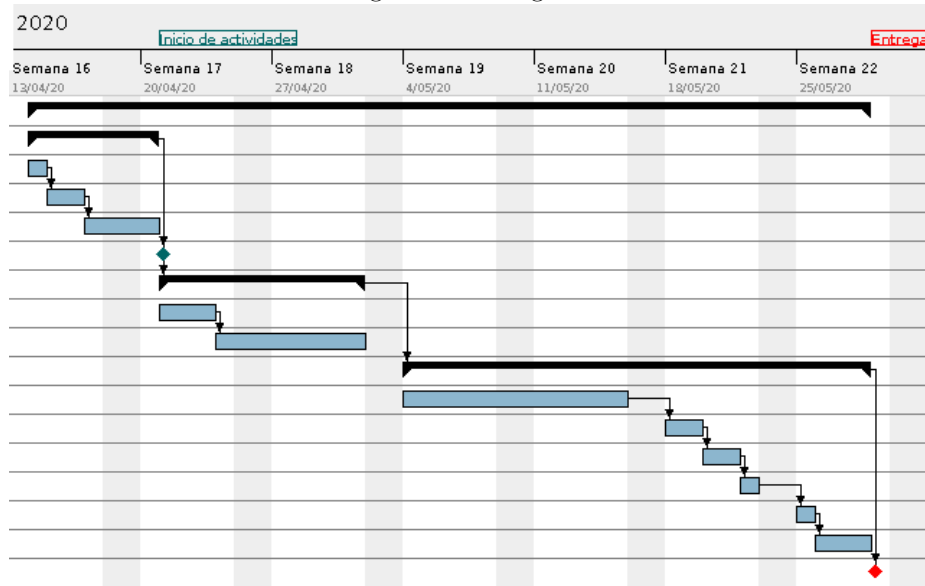 2020
Inicio de actividades Entrega
Semana 16 Semana 17 Semana 18 Semana 19 Semana 20 Semana 21 Semana 22
13/04/20 20/04/20 27/04/20 4/05/20 11/05/20 18/05/20 25/05/20